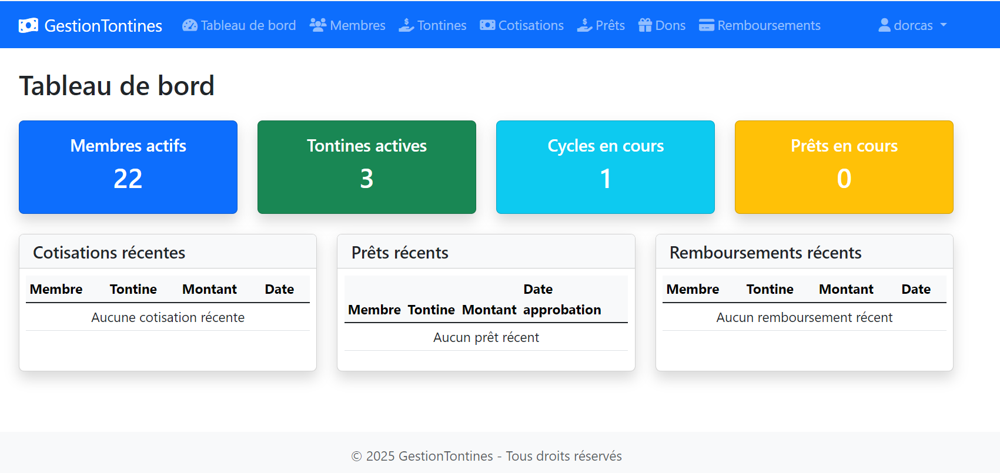 GestionTontines Tableau de bord Membres Tontines Cotisations Prêts Dons Remboursements dorcas
Tableau de bord
Membres actifs
22
Tontines actives
3
Cycles en cours
1
Prêts en cours
0
Cotisations récentes
Membre Tontine Montant Date
Aucune cotisation récente
Prêts récents
Membre Tontine Montant Date approbation
Aucun prêt récent
Remboursements récents
Membre Tontine Montant Date
Aucun remboursement récent
© 2025 GestionTontines - Tous droits réservés